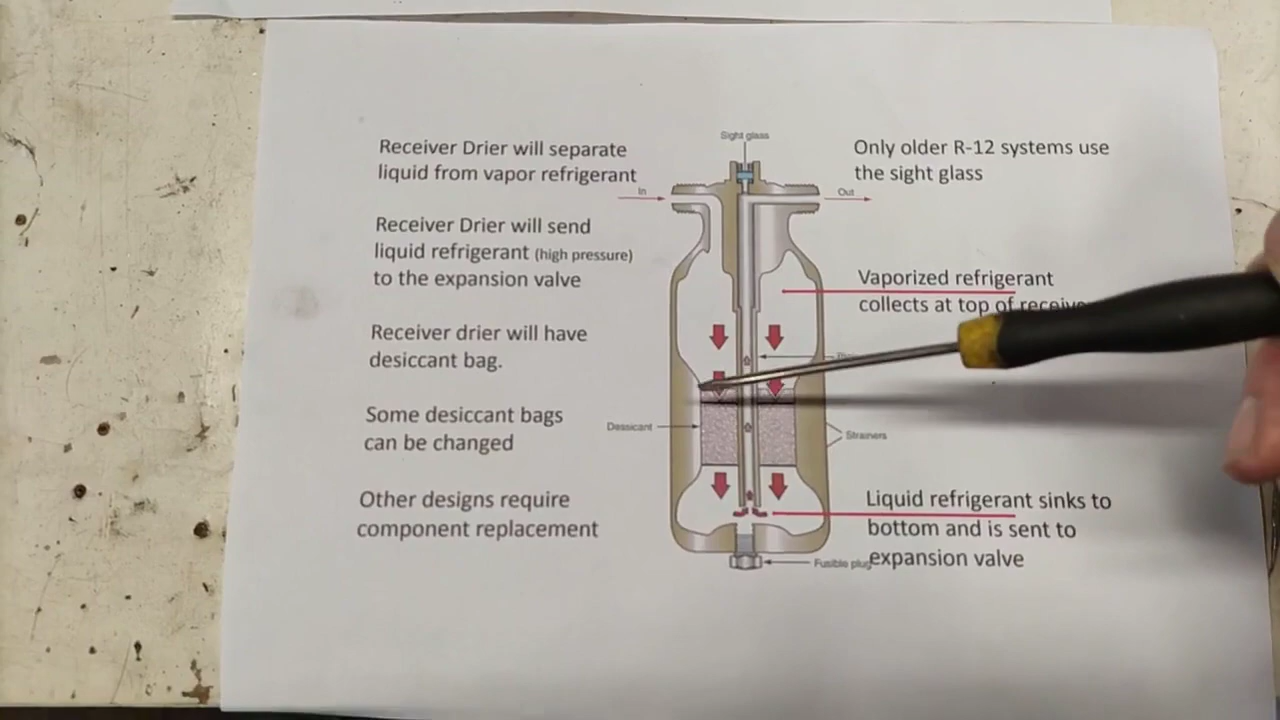 Receiver Drier will separate
liquid from vapor refrigerant
Receiver Drier will send
liquid refrigerant (high pressure)
to the expansion valve
Receiver drier will have
desiccant bag.
Some desiccant bags
can be changed
Other designs require
component replacement
Sight glass
In
Out
Dessicant
Strainers
Fusible plug
Only older R-12 systems use
the sight glass
Vaporized refrigerant
collects at top of
Liquid refrigerant sinks to
bottom and is sent to
expansion valve